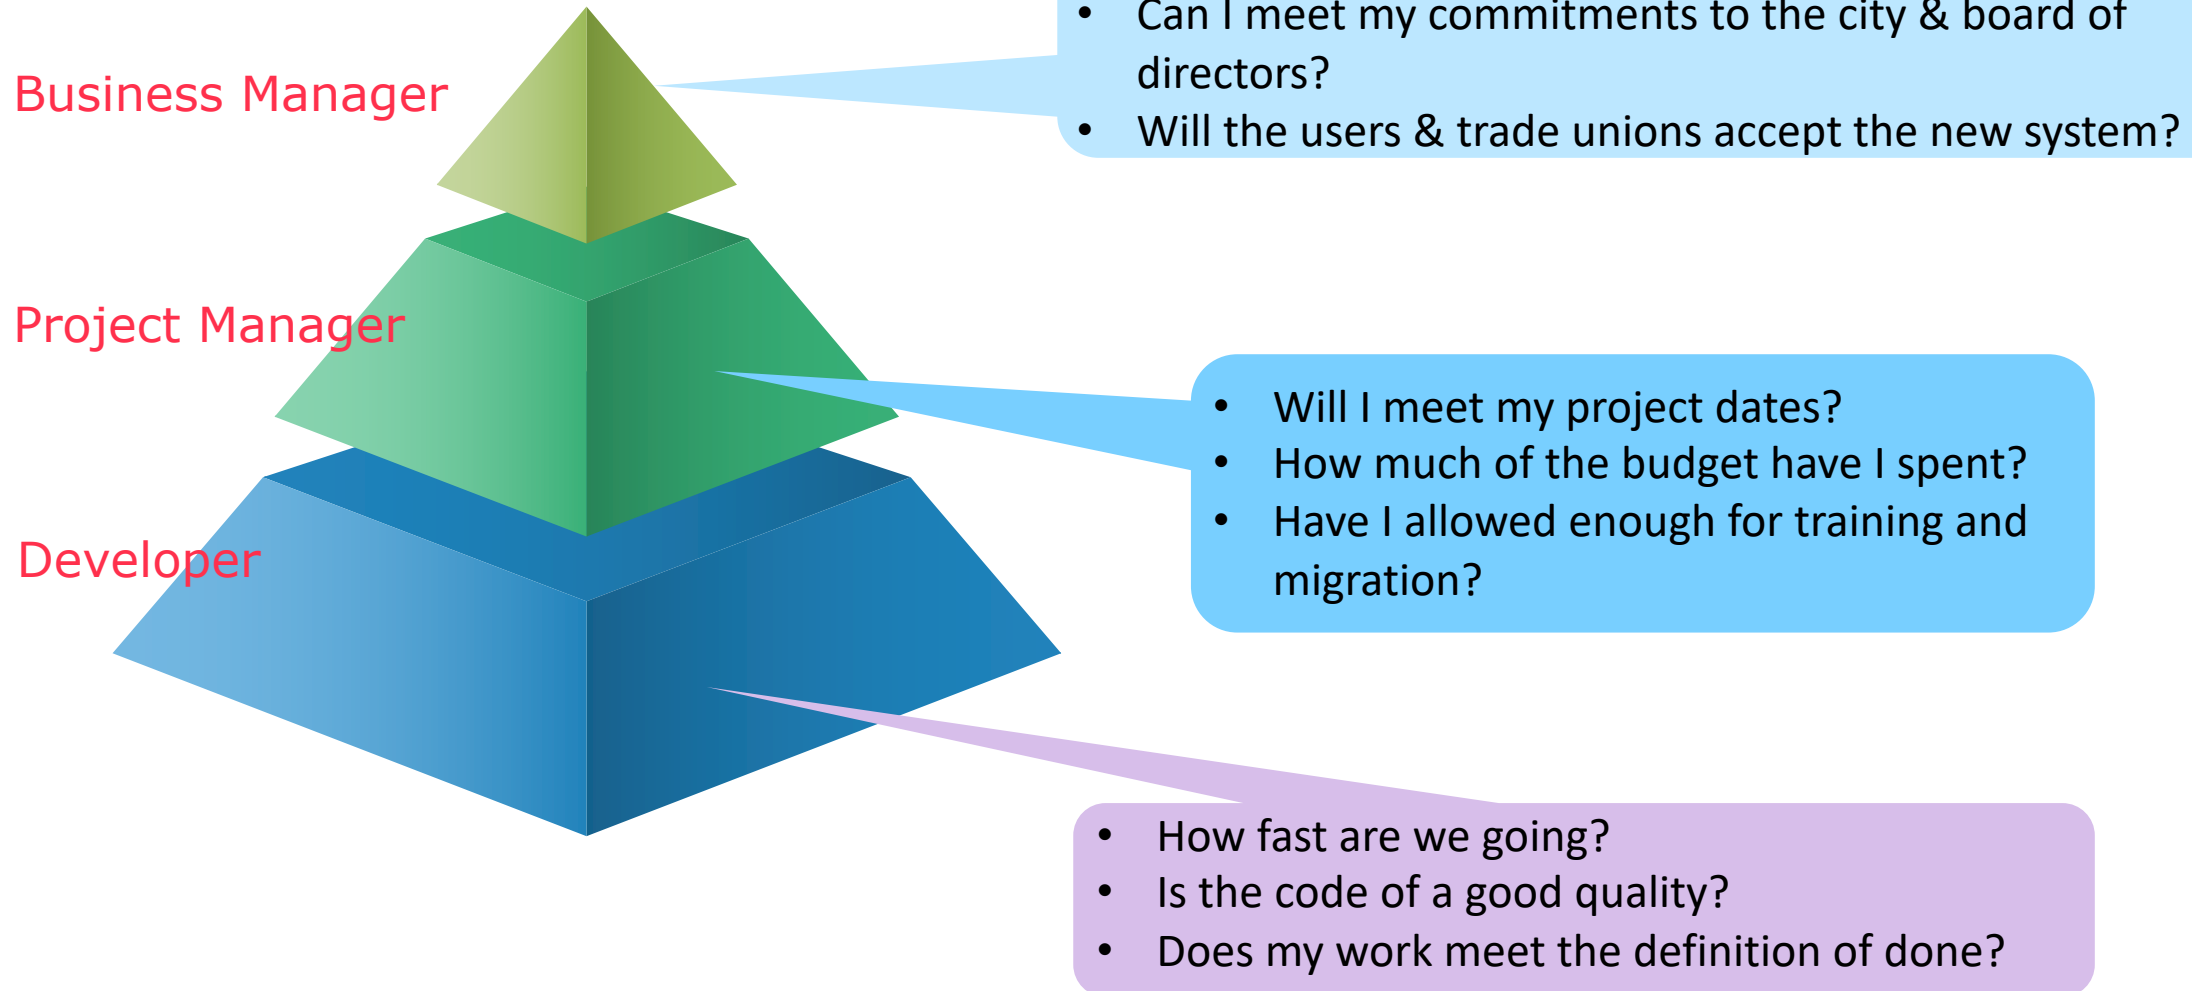 • Can I meet my commitments to the city & board of
directors?
• Will the users & trade unions accept the new system?
Business Manager
Project Manager
• Will I meet my project dates?
• How much of the budget have I spent?
• Have I allowed enough for training and
migration?
Developer
• How fast are we going?
• Is the code of a good quality?
• Does my work meet the definition of done?